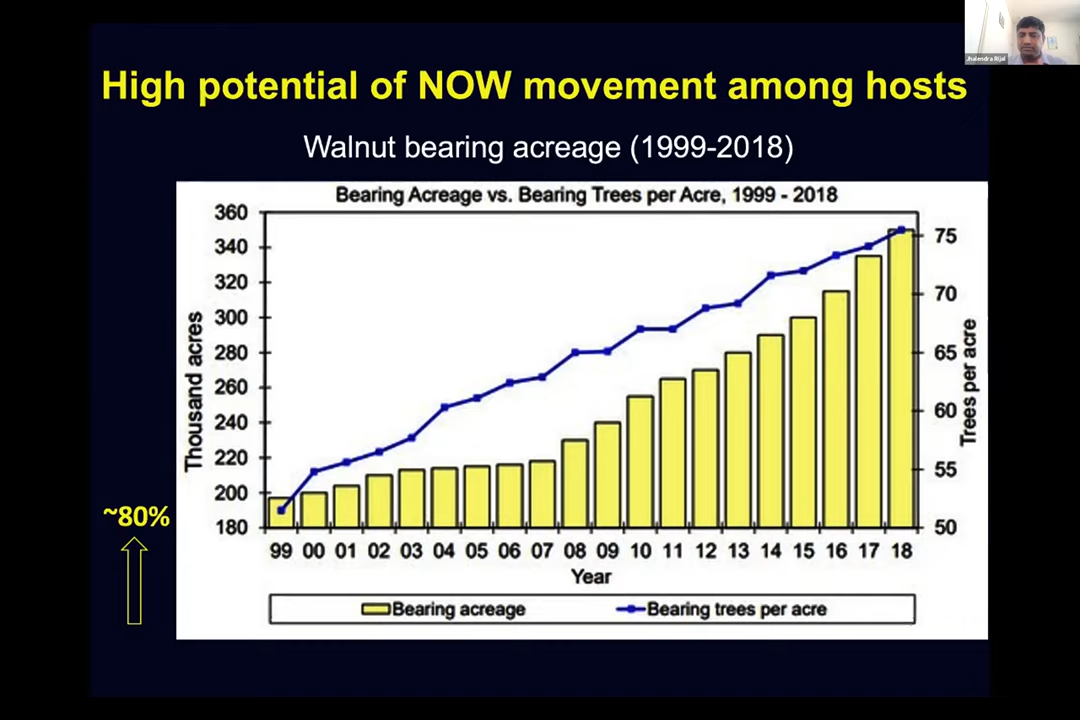 Jhalendra Rijal
High potential of NOW movement among hosts
Walnut bearing acreage (1999-2018)
Bearing Acreage vs. Bearing Trees per Acre, 1999 - 2018
360
340
320
300
280
260
240
220
200
180
Thousand acres
75
70
65
60
55
50
Trees per acre
99 00 01 02 03 04 05 06 07 08 09 10 11 12 13 14 15 16 17 18
Year
Bearing acreage Bearing trees per acre
~80%